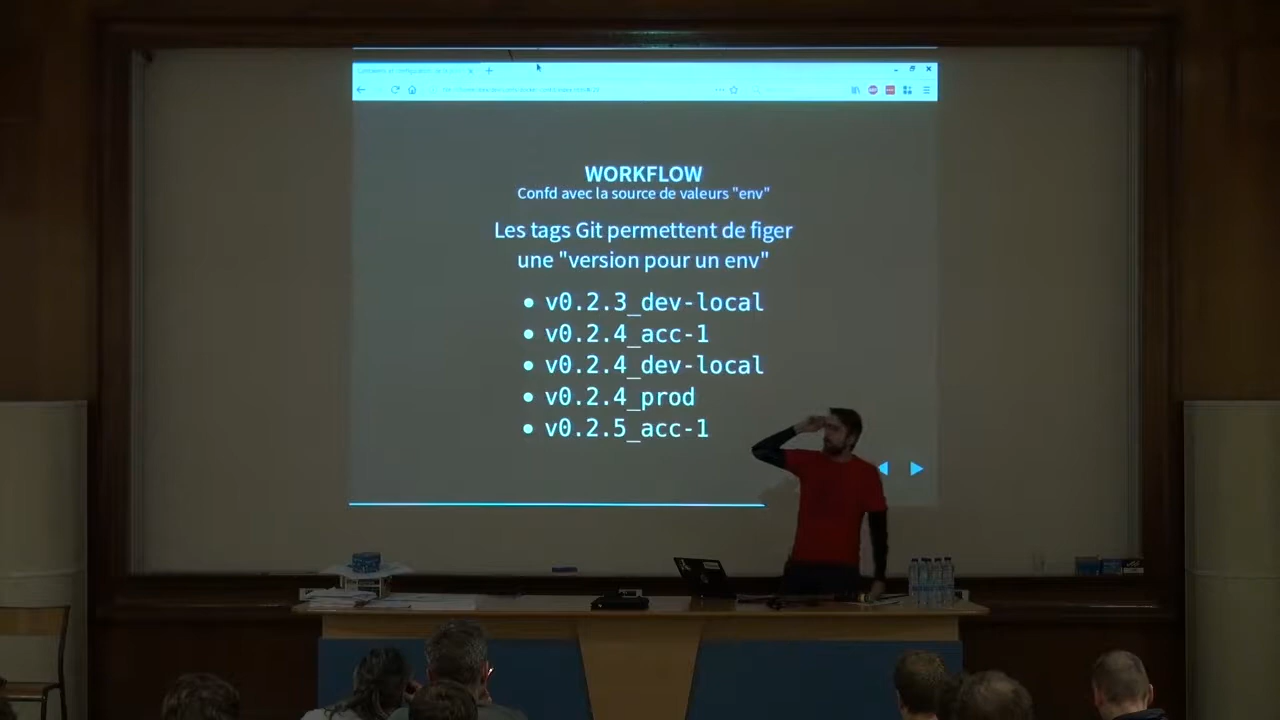 WORKFLOW
Confd avec la source de valeurs "env"
Les tags Git permettent de figer
une "version pour un env"
v0.2.3_dev-local
v0.2.4_acc-1
v0.2.4_dev-local
v0.2.4_prod
v0.2.5_acc-1